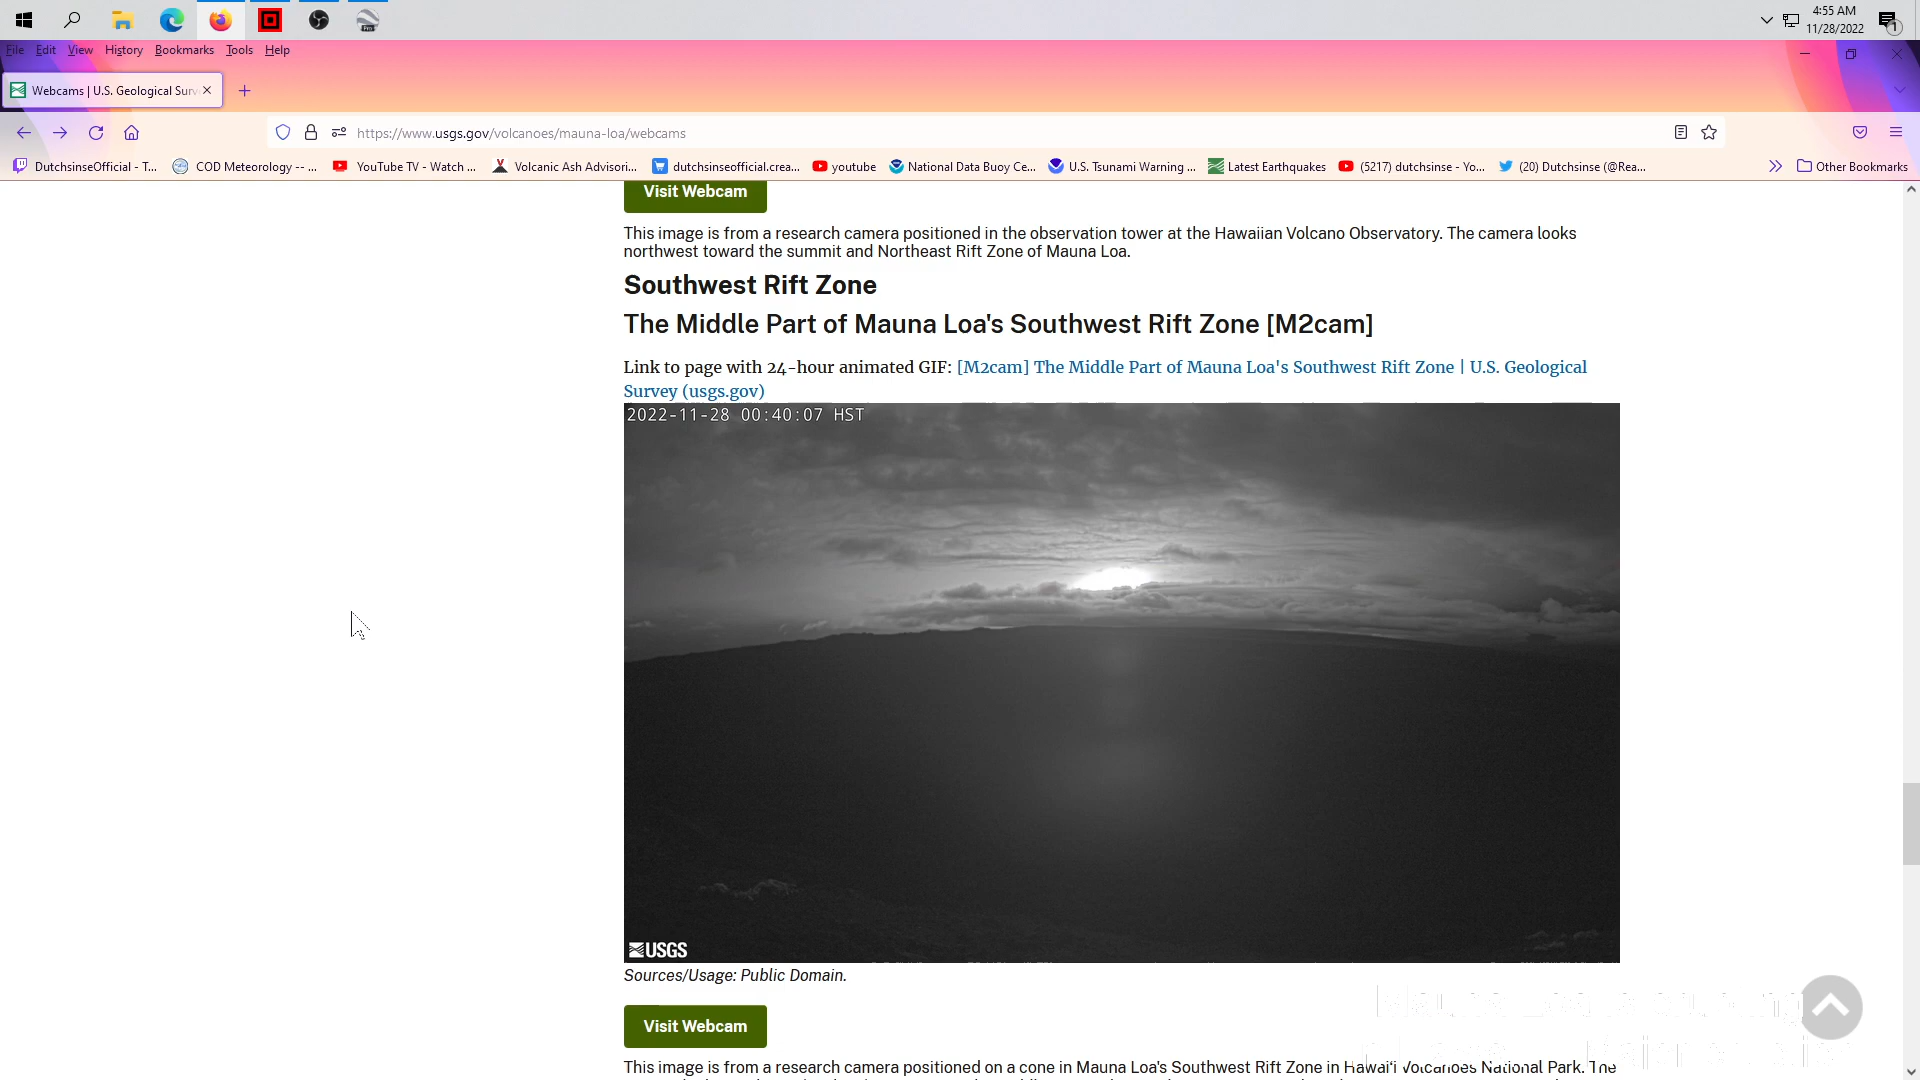 4:55 AM
11/28/2022
1
File Edit View History Bookmarks Tools Help
Webcams | U.S. Geological Surv
https://www.usgs.gov/volcanoes/mauna-loa/webcams
DutchsinseOfficial - T... COD Meteorology -- ... YouTube TV - Watch ... Volcanic Ash Advisori... dutchsinseofficial.crea... youtube National Data Buoy Ce... U.S. Tsunami Warning ... Latest Earthquakes (5217) dutchsinse - Yo... (20) Dutchsinse (@Rea... Other Bookmarks
Visit Webcam
This image is from a research camera positioned in the observation tower at the Hawaiian Volcano Observatory. The camera looks
northwest toward the summit and Northeast Rift Zone of Mauna Loa.
Southwest Rift Zone
The Middle Part of Mauna Loa's Southwest Rift Zone [M2cam]
Link to page with 24-hour animated GIF: [M2cam] The Middle Part of Mauna Loa's Southwest Rift Zone | U.S. Geological
Survey (usgs.gov)
2022-11-28 00:40:07 HST
USGS
Sources/Usage: Public Domain.
Visit Webcam
This image is from a research camera positioned on a cone in Mauna Loa's Southwest Rift Zone in Hawai‘i Volcanoes National Park. The